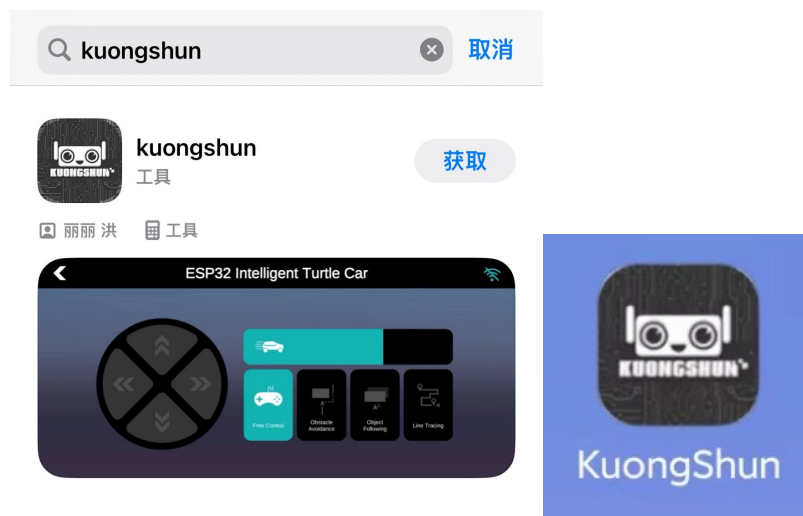 kuongshun
取消
KUONGSHUN
kuongshun
工具
获取
丽丽 洪
工具
ESP32 Intelligent Turtle Car
Free Control
Obstacle
Avoidance
Object
Following
Line Tracing
KUONGSHUN
KuongShun